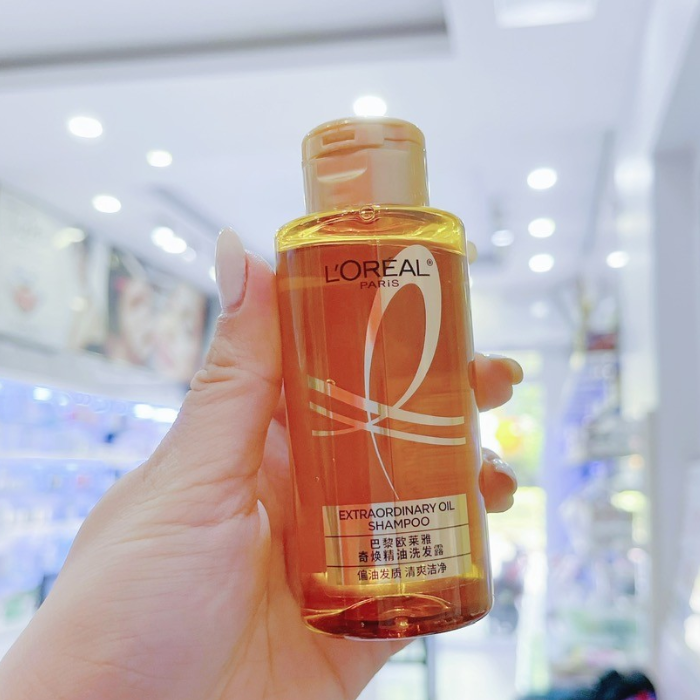 L'ORÉAL®
PARIS
EXTRAORDINARY OIL
SHAMPOO
巴黎欧莱雅
奇焕精油洗发露
偏油发质 清爽洁净